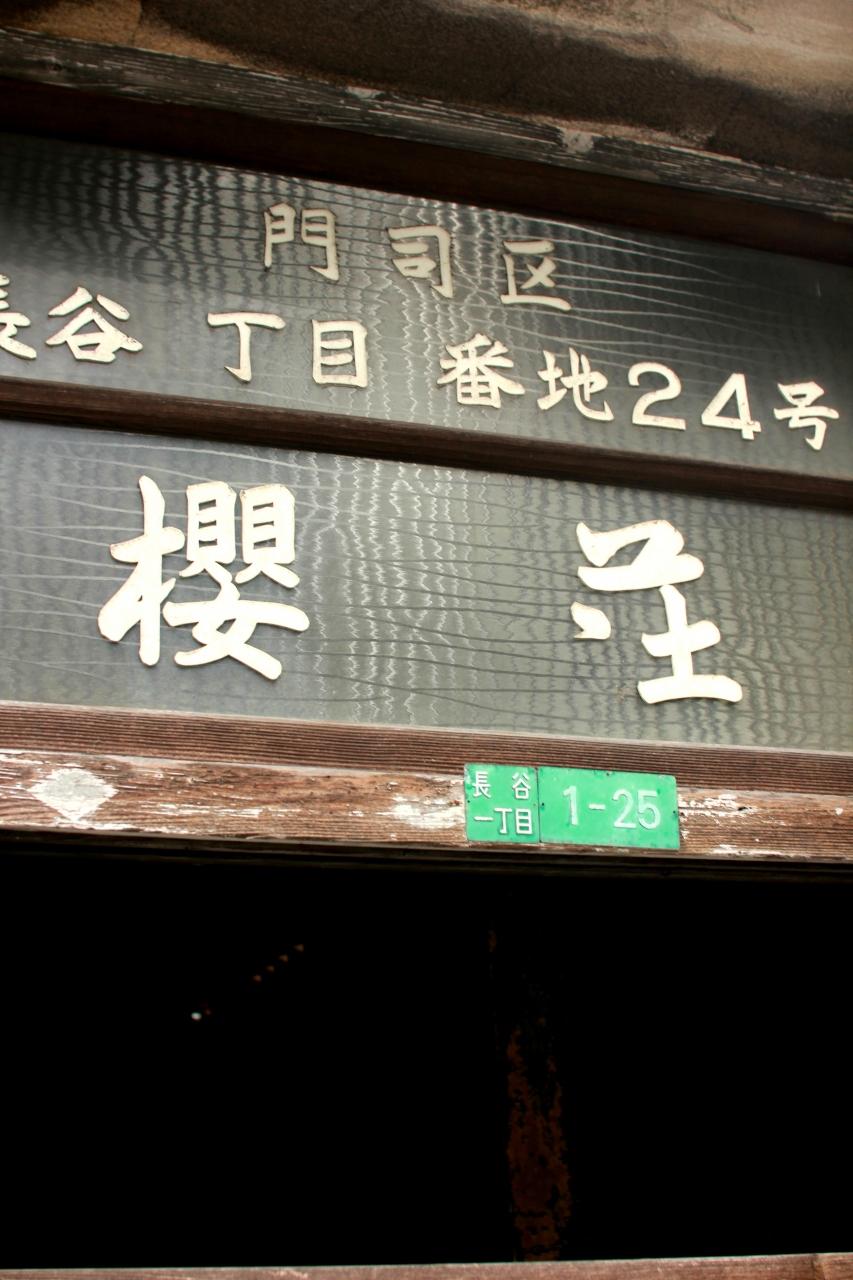 門司区
長谷 丁目 番地24号
櫻 荘
長谷
一丁目
1-25